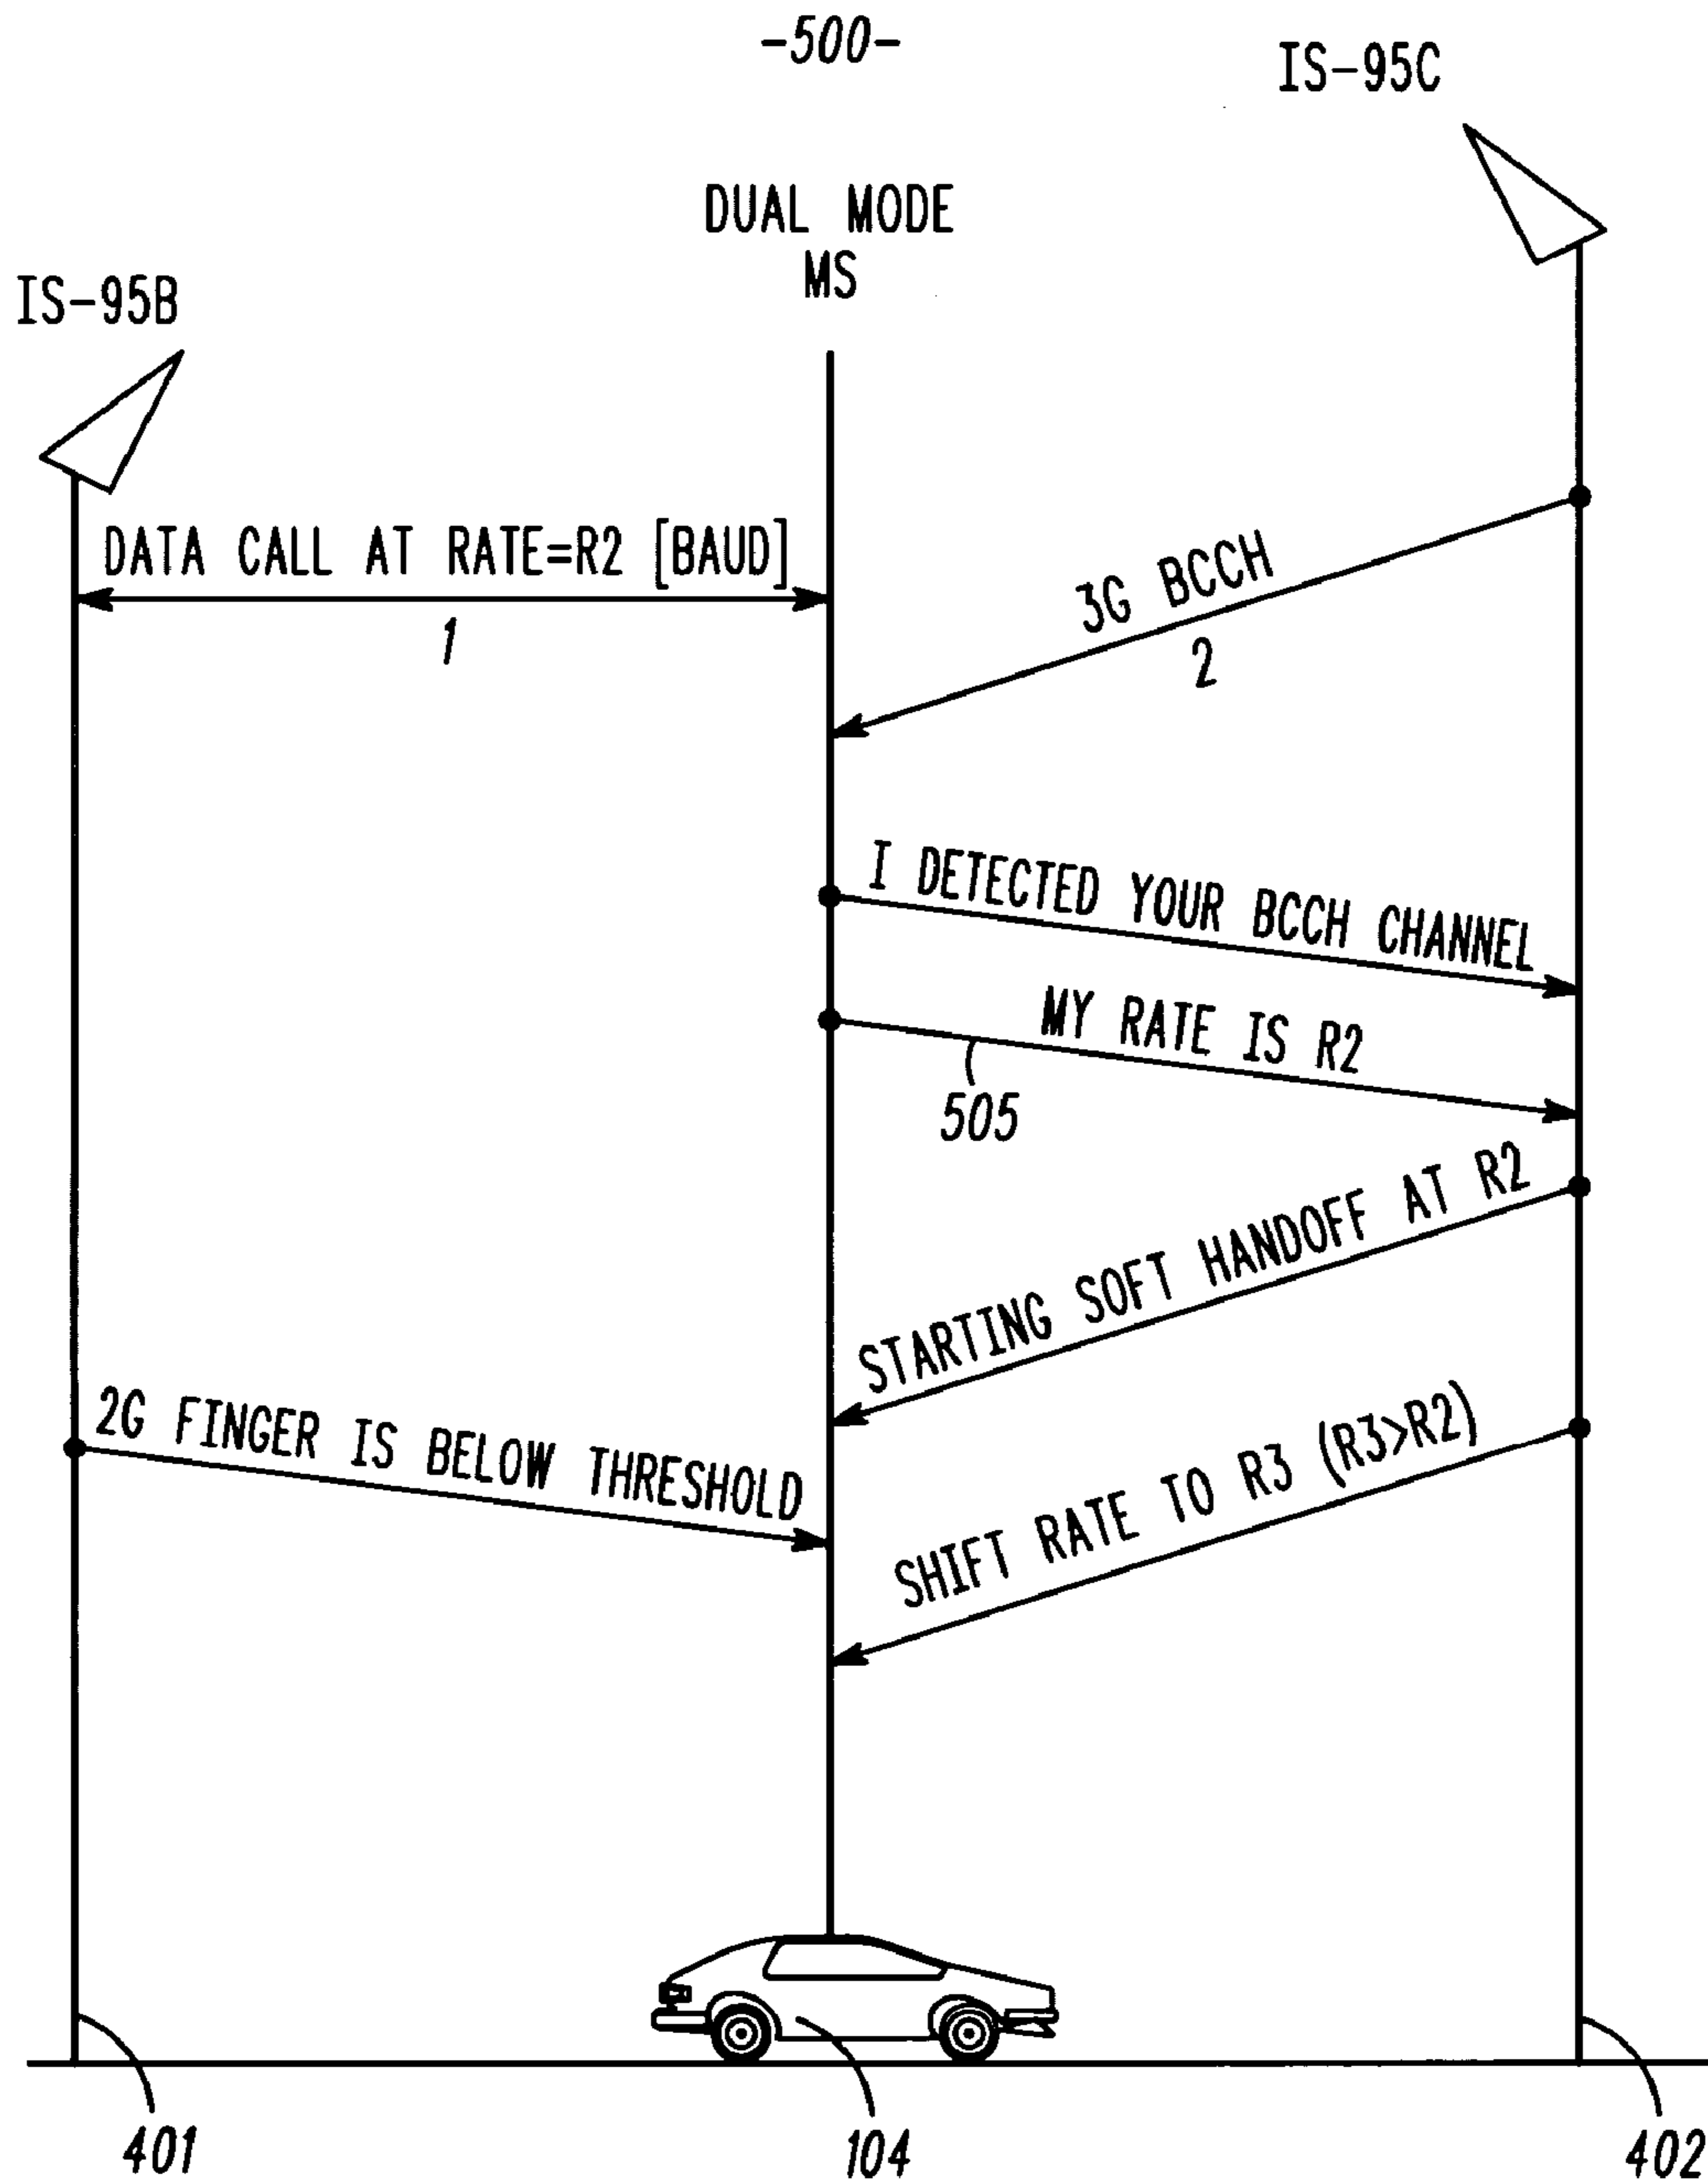 -500-
IS-95C
DUAL MODE
MS
IS-95B
DATA CALL AT RATE=R2 [BAUD]
1
3G BCCH
2
I DETECTED YOUR BCCH CHANNEL
MY RATE IS R2
505
STARTING SOFT HANDOFF AT R2
2G FINGER IS BELOW THRESHOLD
SHIFT RATE TO R3 (R3>R2)
401
104
402